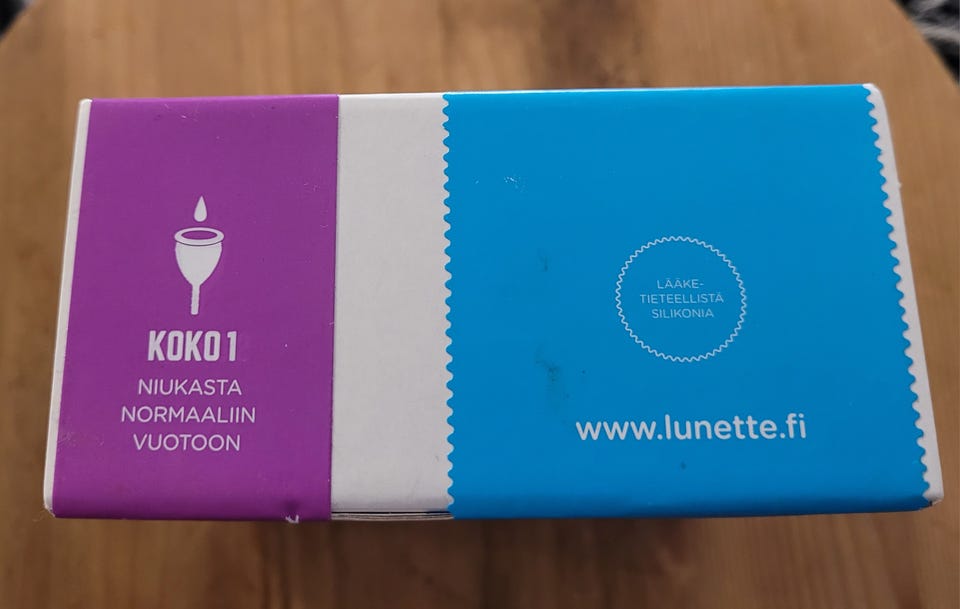 KOKO 1
NIUKASTA
NORMAALIIN
VUOTOON
LÄÄKE-
TIETEELLISTÄ
SILIKONIA
www.lunette.fi